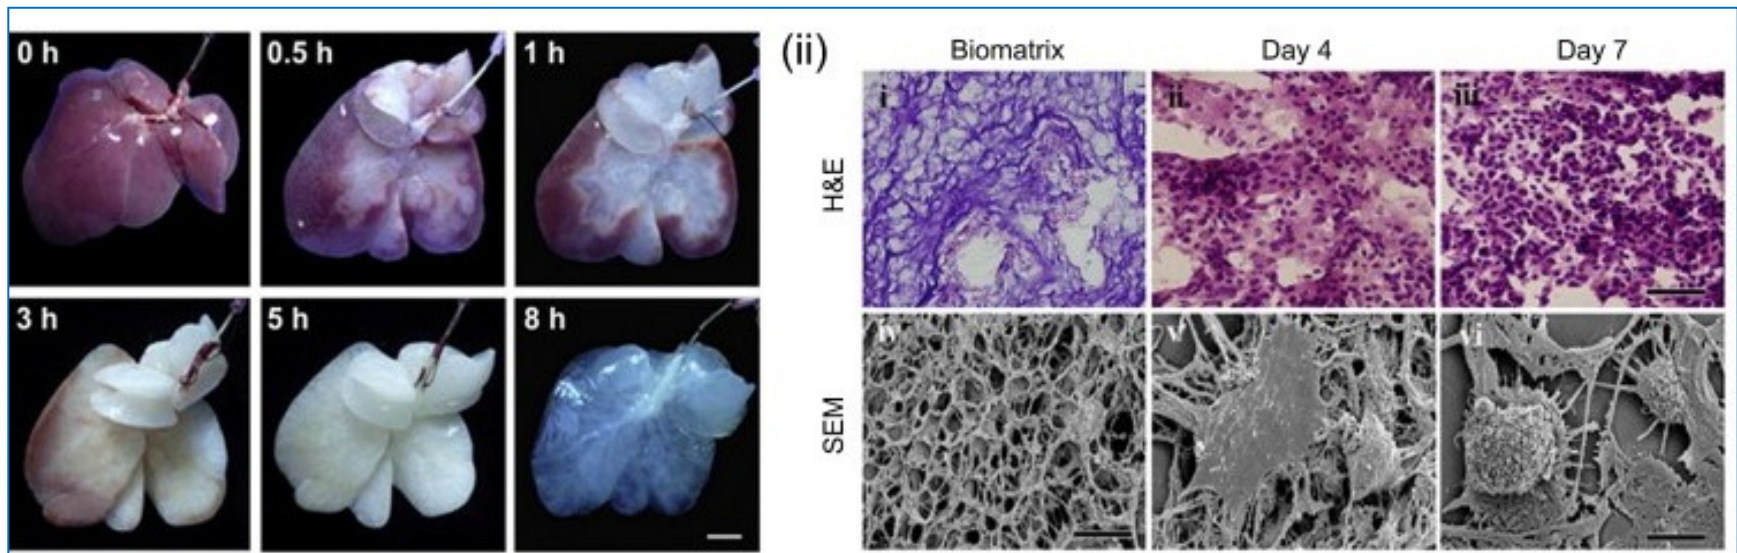 0 h
0.5 h
1 h
3 h
5 h
8 h
(ii)
Biomatrix
Day 4
Day 7
H&E
i
ii
iii
SEM
iv
v
vi